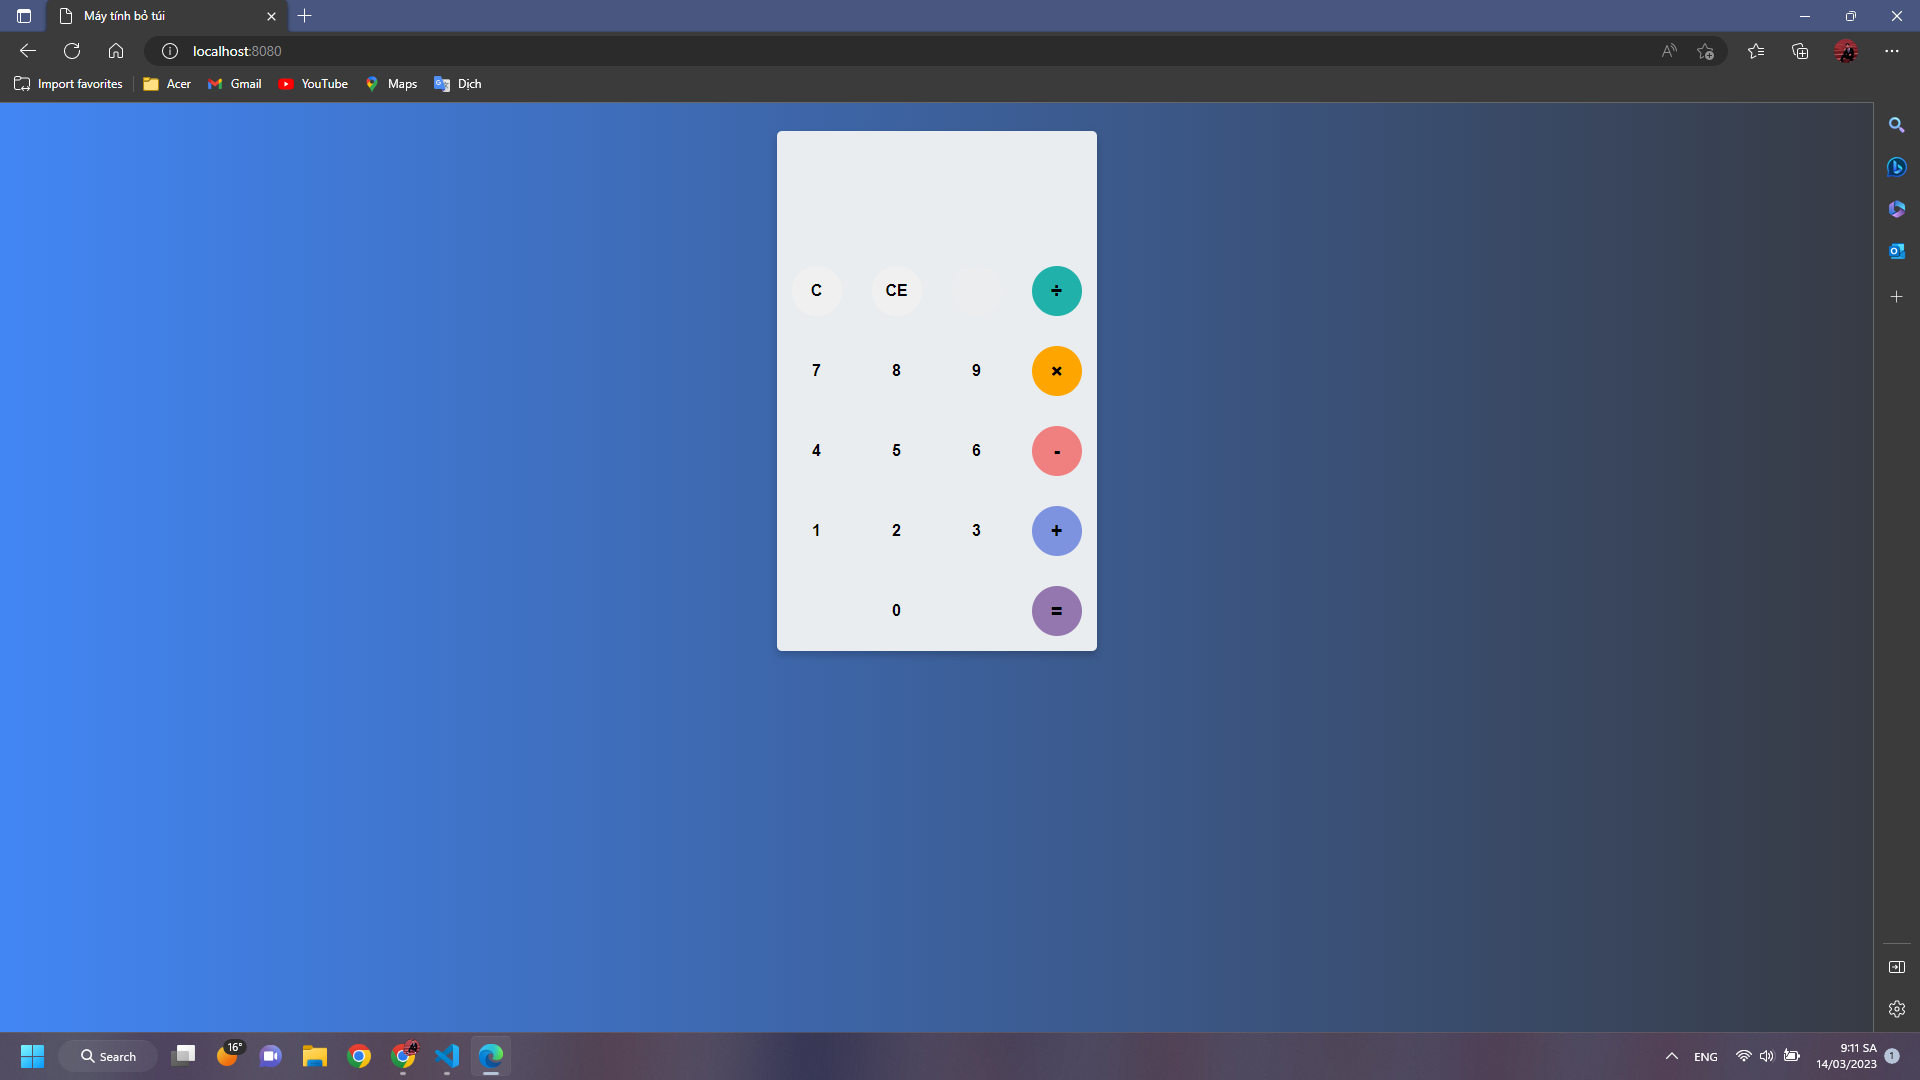 Máy tính bỏ túi
localhost:8080
Import favorites Acer Gmail YouTube Maps Dịch
C CE ÷
7 8 9 ×
4 5 6 -
1 2 3 +
0 =
Search 16° ENG 9:11 SA 1
14/03/2023